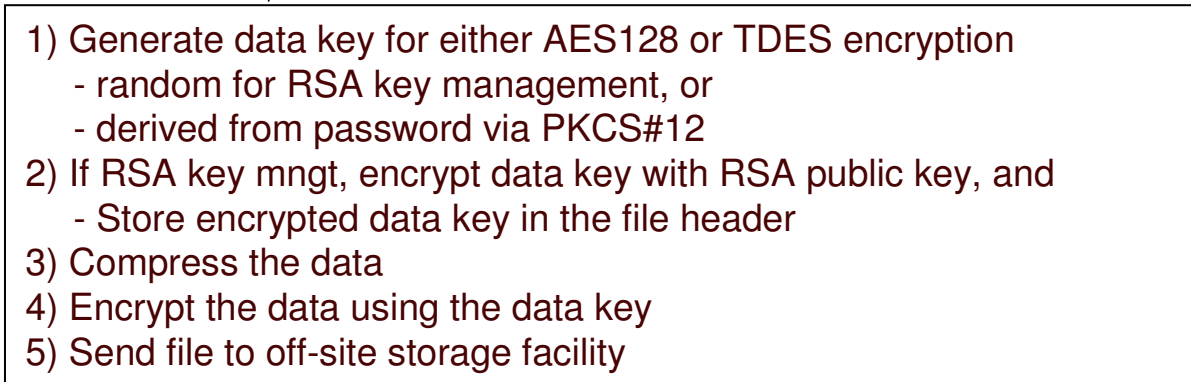 1) Generate data key for either AES128 or TDES encryption
- random for RSA key management, or
- derived from password via PKCS#12
2) If RSA key mngt, encrypt data key with RSA public key, and
- Store encrypted data key in the file header
3) Compress the data
4) Encrypt the data using the data key
5) Send file to off-site storage facility